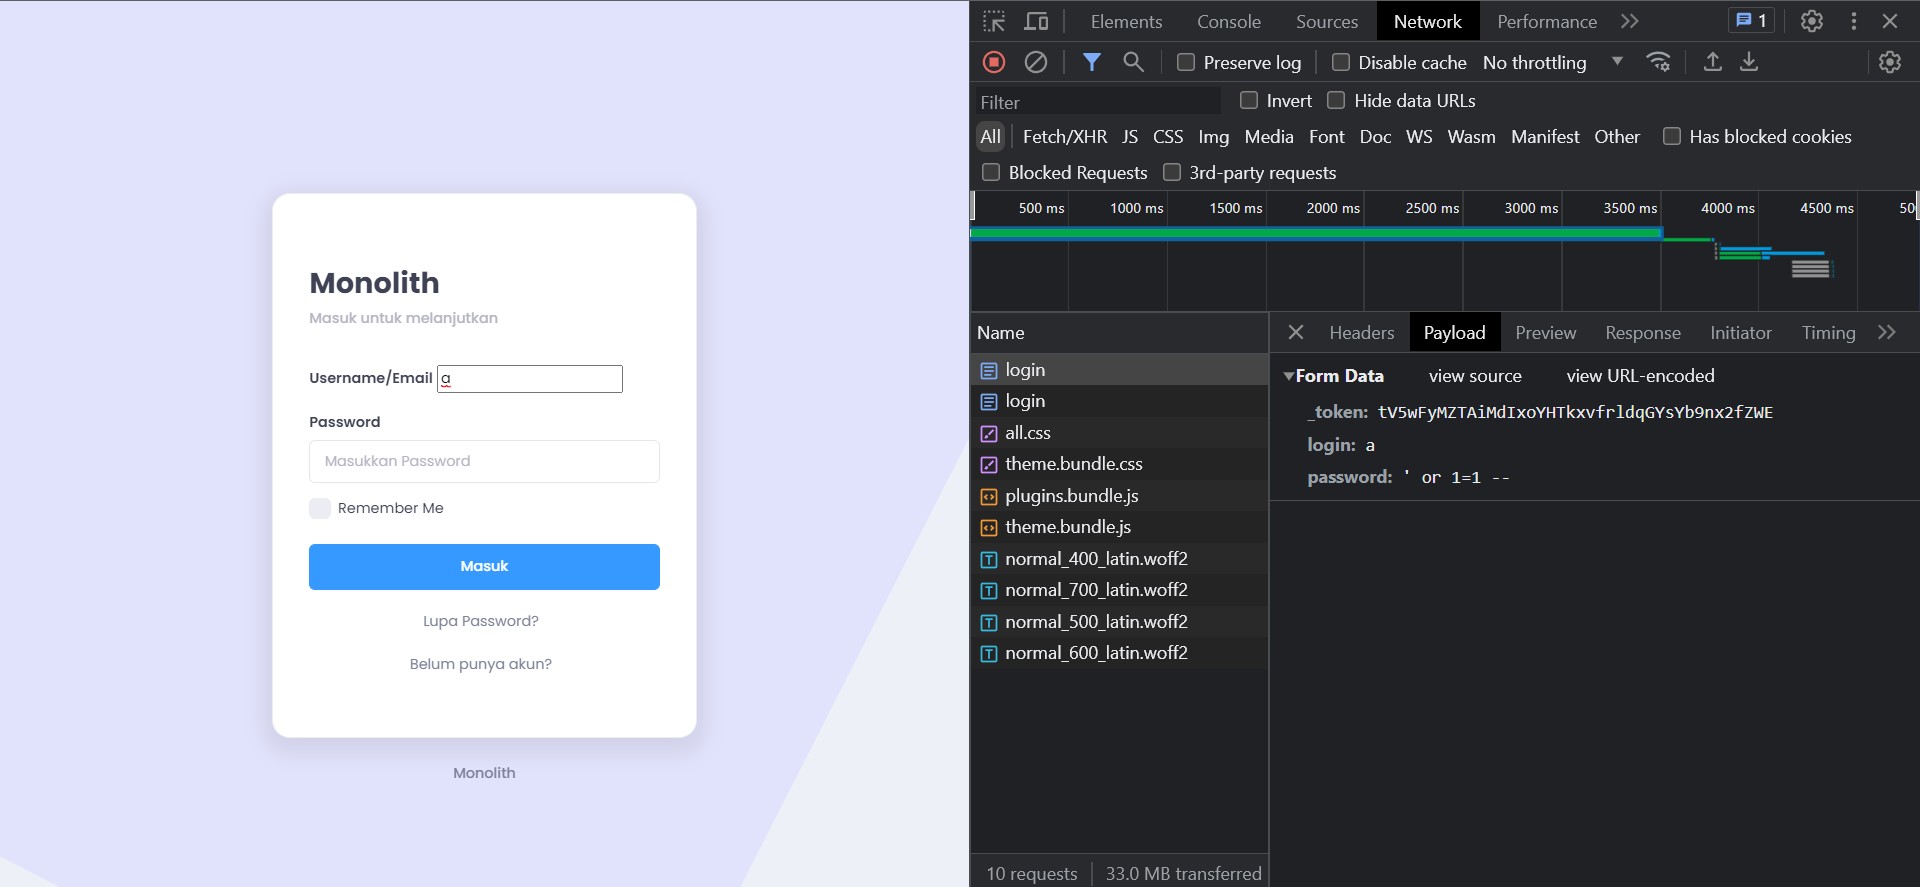 Monolith
Masuk untuk melanjutkan
Username/Email a
Password
Masukkan Password
Remember Me
Masuk
Lupa Password?
Belum punya akun?
Monolith
Elements Console Sources Network Performance 1
Preserve log Disable cache No throttling
Filter Invert Hide data URLs
All Fetch/XHR JS CSS Img Media Font Doc WS Wasm Manifest Other Has blocked cookies
Blocked Requests 3rd-party requests
500 ms 1000 ms 1500 ms 2000 ms 2500 ms 3000 ms 3500 ms 4000 ms 4500 ms 50
Name
login
login
all.css
theme.bundle.css
plugins.bundle.js
theme.bundle.js
normal_400_latin.woff2
normal_700_latin.woff2
normal_500_latin.woff2
normal_600_latin.woff2
10 requests 33.0 MB transferred
Headers Payload Preview Response Initiator Timing
Form Data view source view URL-encoded
_token: tV5wFyMZTAiMdIxoYHTkxvfrldqGYsYb9nx2fZWE
login: a
password: ' or 1=1 --